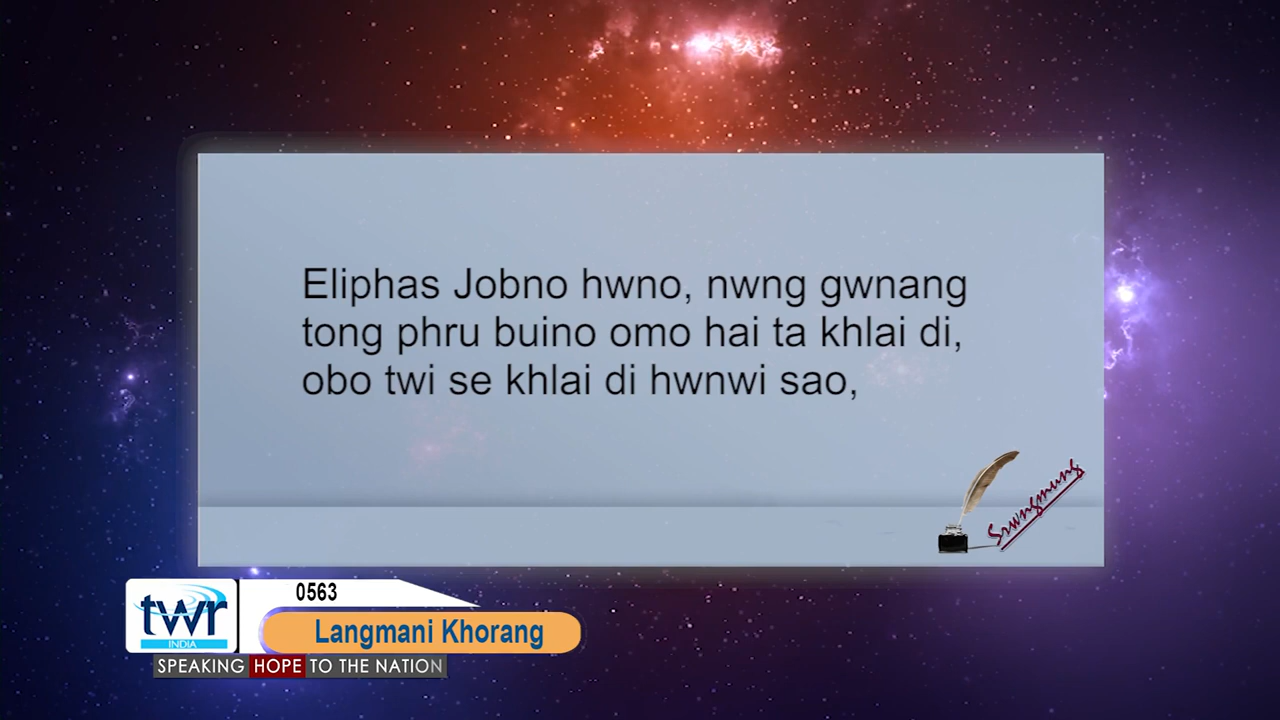 Eliphas Jobno hwno, nwng gwnang
tong phru buino omo hai ta khlai di,
obo twi se khlai di hwnwi sao,
Srwngmung
0563
twr
INDIA
Langmani Khorang
SPEAKING HOPE TO THE NATION